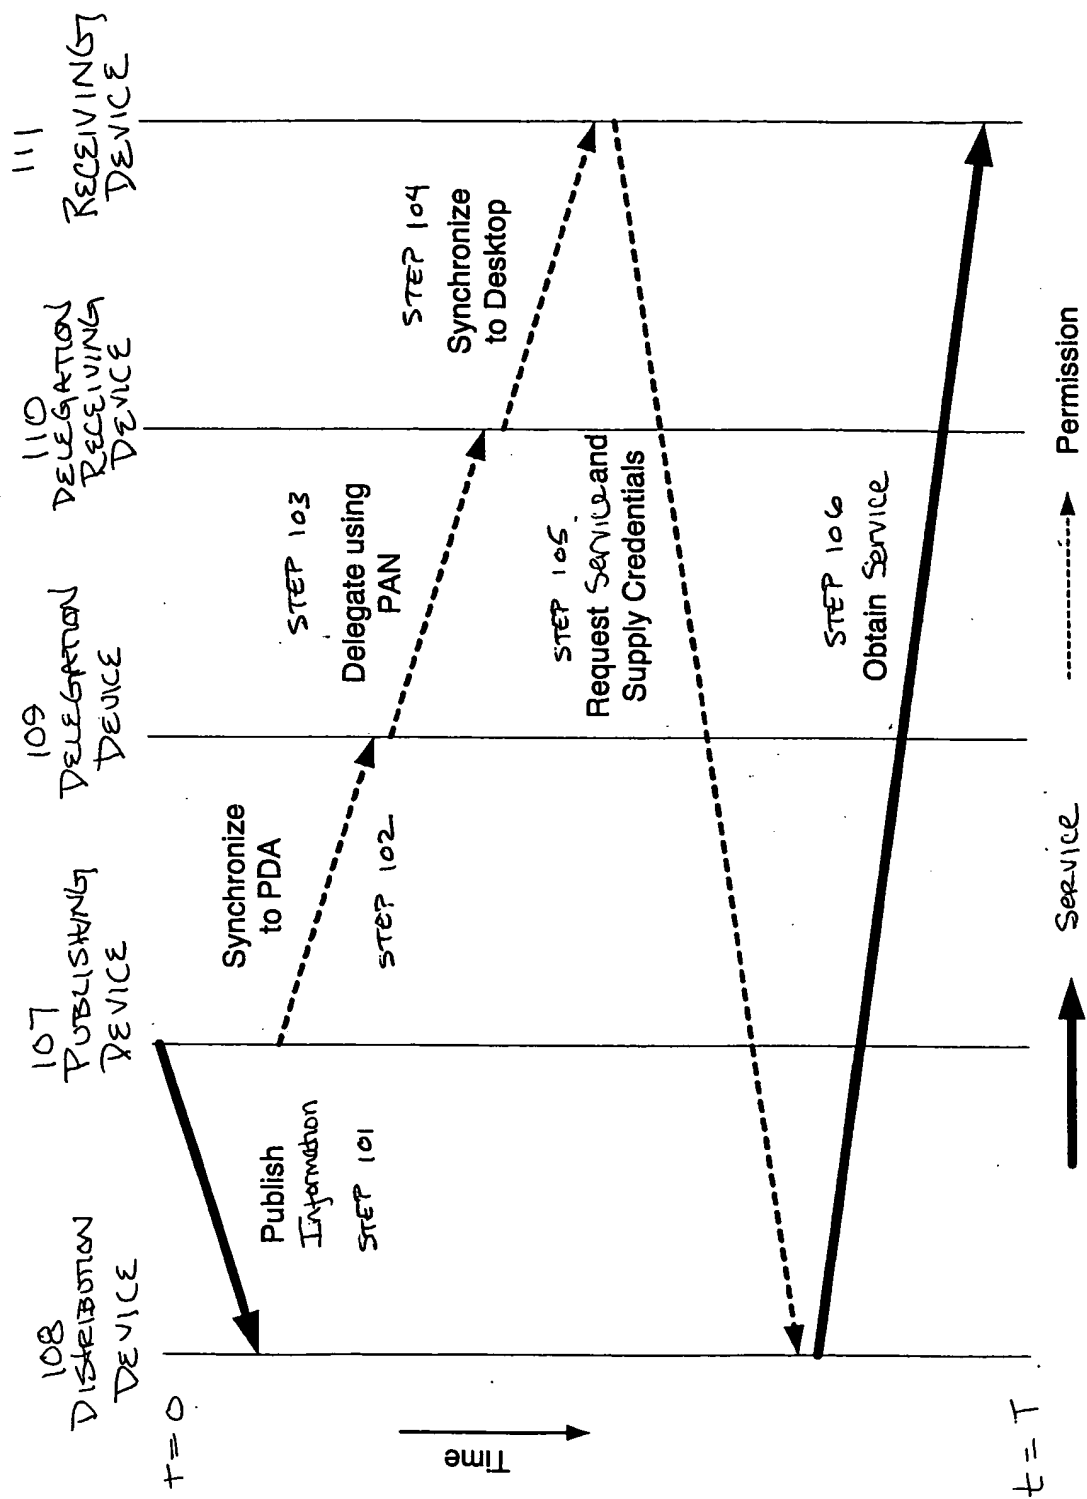 108
DISTRIBUTION
DEVICE
107
PUBLISHING
DEVICE
109
DELEGATION
DEVICE
110
DELEGATION
RECEIVING
DEVICE
111
RECEIVING
DEVICE
t=0
Time
t=T
Publish
Information
STEP 101
Synchronize
to PDA
STEP 102
STEP 103
Delegate using
PAN
STEP 104
Synchronize
to Desktop
STEP 105.
Request Service and
Supply Credentials
STEP 106
Obtain Service
Service
Permission